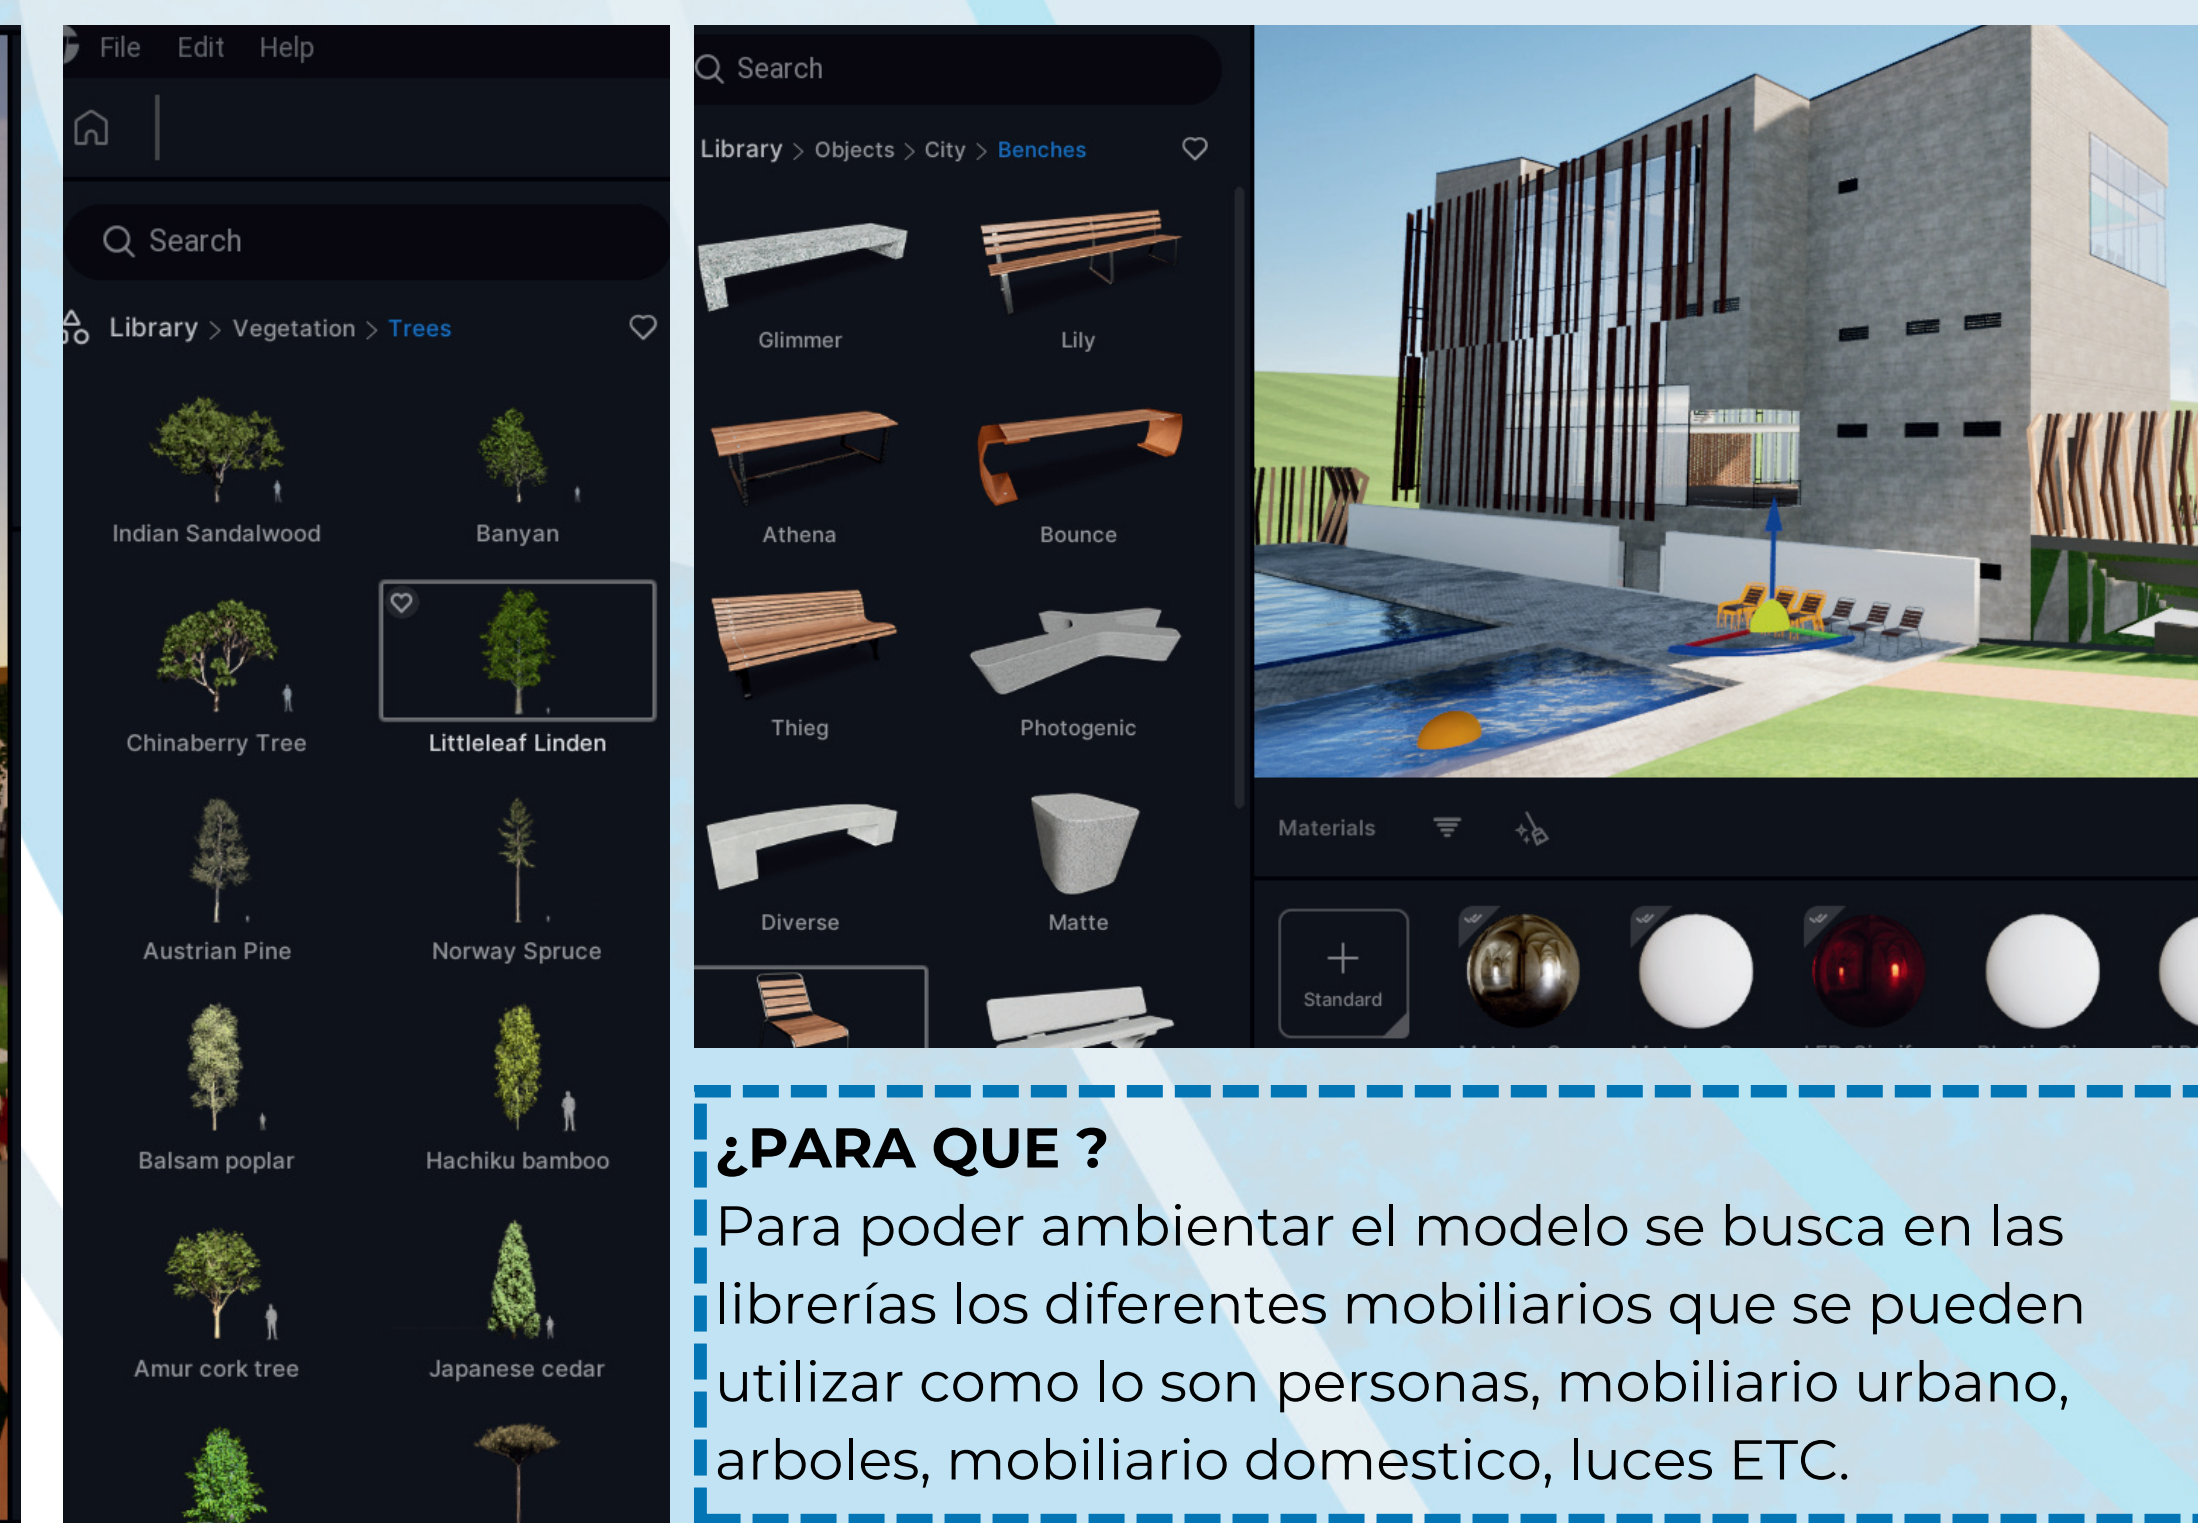 File Edit Help
Search
Library > Vegetation > Trees
Indian Sandalwood
Banyan
Chinaberry Tree
Littleleaf Linden
Austrian Pine
Norway Spruce
Balsam poplar
Hachiku bamboo
Amur cork tree
Japanese cedar
Search
Library > Objects > City > Benches
Glimmer
Lily
Athena
Bounce
Thieg
Photogenic
Diverse
Matte
Materials
Standard
¿PARA QUE ?
Para poder ambientar el modelo se busca en las
librerías los diferentes mobiliarios que se pueden
utilizar como lo son personas, mobiliario urbano,
arboles, mobiliario domestico, luces ETC.